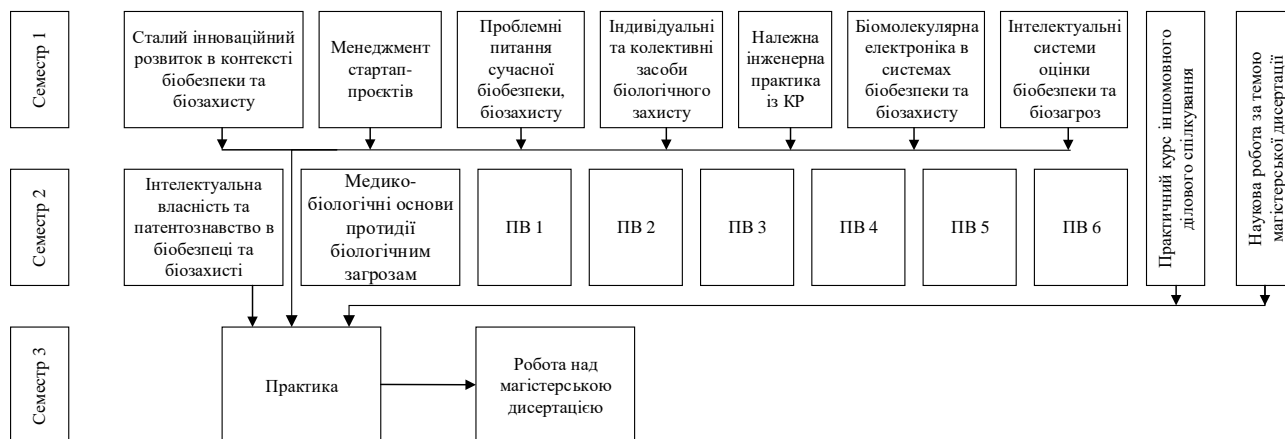 Семестр 1
Сталий інноваційний
розвиток в контексті
біобезпеки та
біозахисту
Менеджмент
стартап-
проєктів
Проблемні
питання
сучасної
біобезпеки,
біозахисту
Індивідуальні
та колективні
засоби
біологічного
захисту
Належна
інженерна
практика
із КР
Біомолекулярна
електроніка в
системах
біобезпеки та
біозахисту
Інтелектуальні
системи
оцінки
біобезпеки та
біозагроз
Практичний курс іншомовного
ділового спілкування
Наукова робота за темою
магістерської дисертації
Семестр 2
Інтелектуальна
власність та
патентознавство в
біобезпеці та
біозахисті
Медико-
біологічні основи
протидії
біологічним
загрозам
ПВ 1
ПВ 2
ПВ 3
ПВ 4
ПВ 5
ПВ 6
Семестр 3
Практика
Робота над
магістерською
дисертацією